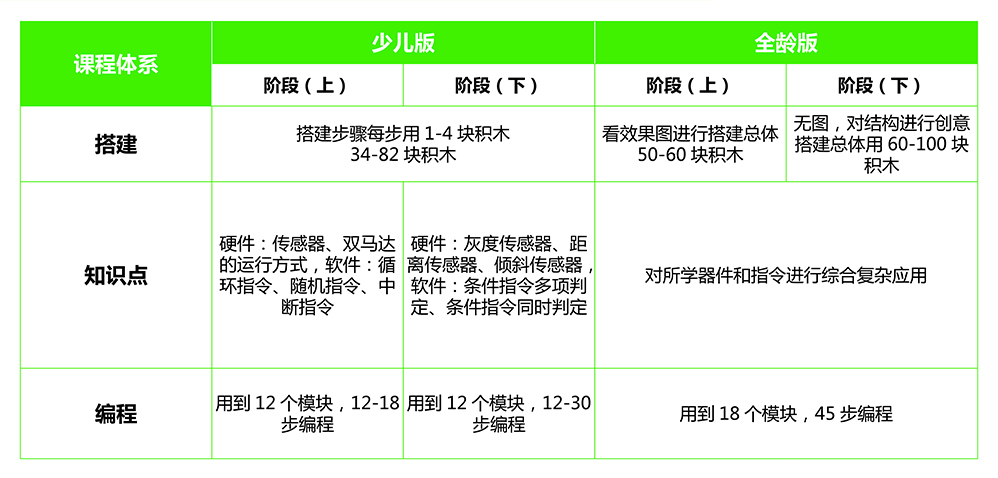 课程体系
少儿版
全龄版
阶段（上）
阶段（下）
阶段（上）
阶段（下）
搭建
搭建步骤每步用 1-4 块积木
34-82 块积木
看效果图进行搭建总体
50-60 块积木
无图，对结构进行创意
搭建总体用 60-100 块
积木
知识点
硬件：传感器、双马达
的运行方式，软件：循
环指令、随机指令、中
断指令
硬件：灰度传感器、距
离传感器、倾斜传感器，
软件：条件指令多项判
定、条件指令同时判定
对所学器件和指令进行综合复杂应用
编程
用到 12 个模块，12-18
步编程
用到 12 个模块，12-30
步编程
用到 18 个模块，45 步编程